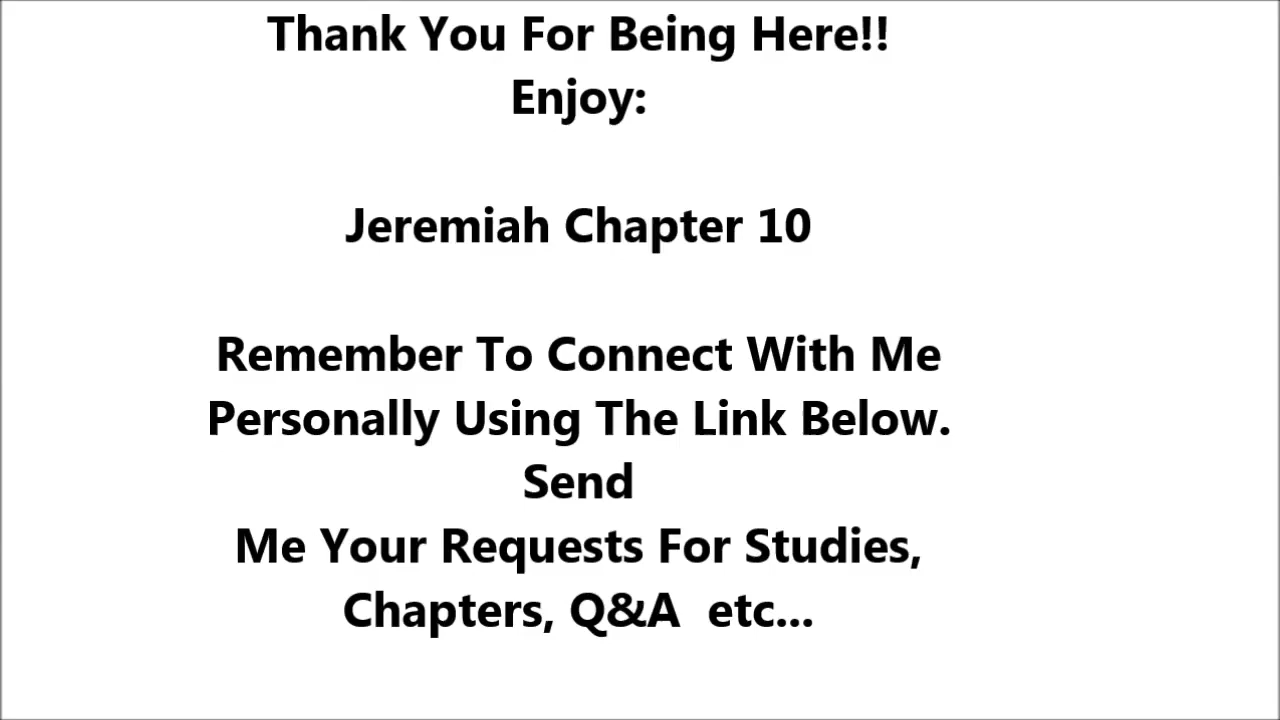 Thank You For Being Here!!
Enjoy:
Jeremiah Chapter 10
Remember To Connect With Me
Personally Using The Link Below.
Send
Me Your Requests For Studies,
Chapters, Q&A  etc...